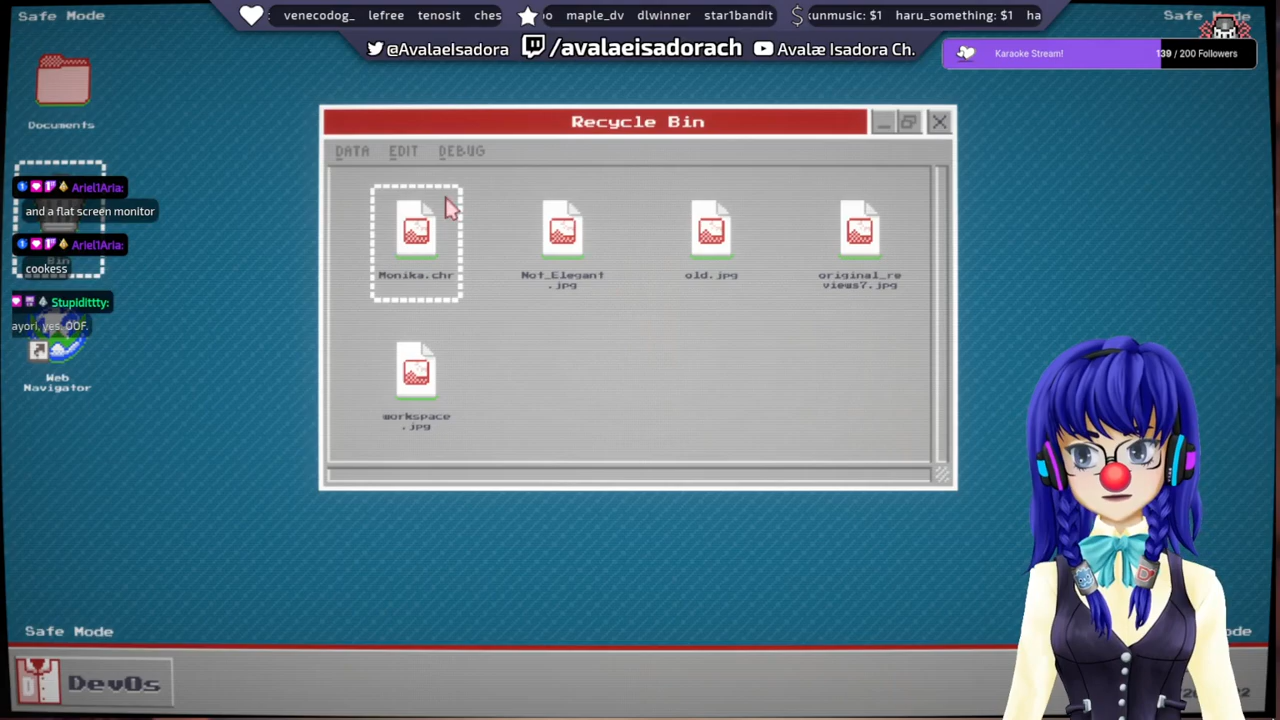 Safe Mode
venecodog_ lefree tenosit ches
maple_dv dlwinner star1bandit
unmusic: $1 haru_something: $1 ha
@AvalaeIsadora
/avalaeisadorach
Avalæ Isadora Ch.
Karaoke Stream!
139 / 200 Followers
Documents
Ariel1Aria:
and a flat screen monitor
Ariel1Aria:
Bin
cookess
Stupidittty:
ayori, yes. OOF.
Web
Navigator
Recycle Bin
DATA EDIT DEBUG
Monika.chr
Not_Elegant
.jpg
old.jpg
original_re
views7.jpg
workspace
.jpg
Safe Mode
DevOs